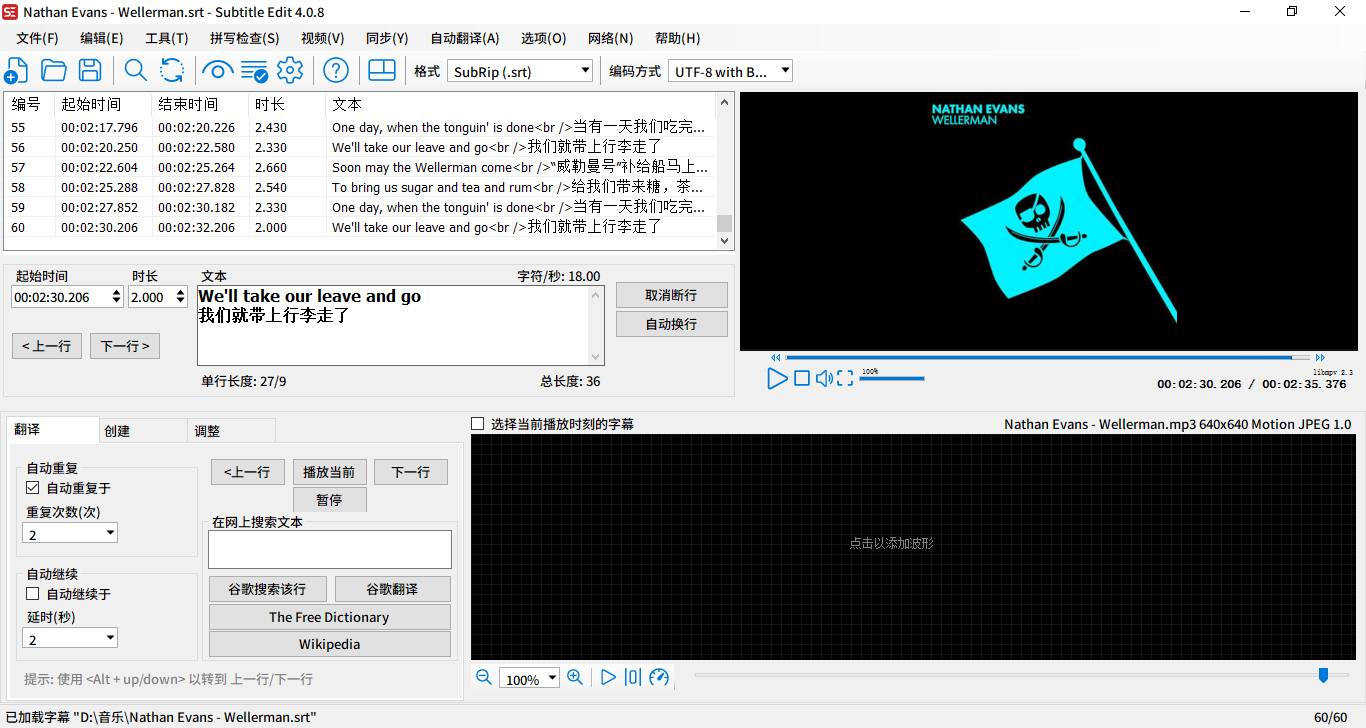 Nathan Evans - Wellerman.srt - Subtitle Edit 4.0.8
文件(F) 编辑(E) 工具(T) 拼写检查(S) 视频(V) 同步(Y) 自动翻译(A) 选项(O) 网络(N) 帮助(H)
格式 SubRip (.srt) 编码方式 UTF-8 with B...
编号 起始时间 结束时间 时长 文本
55 00:02:17.796 00:02:20.226 2.430 One day, when the tonguin' is done<br />当有一天我们吃完...
56 00:02:20.250 00:02:22.580 2.330 We'll take our leave and go<br />我们就带上行李走了
57 00:02:22.604 00:02:25.264 2.660 Soon may the Wellerman come<br />“威勒曼号”补给船马上...
58 00:02:25.288 00:02:27.828 2.540 To bring us sugar and tea and rum<br />给我们带来糖，茶...
59 00:02:27.852 00:02:30.182 2.330 One day, when the tonguin' is done<br />当有一天我们吃完...
60 00:02:30.206 00:02:32.206 2.000 We'll take our leave and go<br />我们就带上行李走了
NATHAN EVANS
WELLERMAN
起始时间 时长 文本 字符/秒: 18.00
00:02:30.206 2.000
We'll take our leave and go
我们就带上行李走了
取消断行
自动换行
< 上一行 下一行 >
单行长度: 27/9 总长度: 36
100% libmpv 2.3
00:02:30.206 / 00:02:35.376
翻译 创建 调整
选择当前播放时刻的字幕 Nathan Evans - Wellerman.mp3 640x640 Motion JPEG 1.0
自动重复
自动重复于
重复次数(次)
2
自动继续
自动继续于
延时(秒)
2
<上一行 播放当前 下一行
暂停
在网上搜索文本
谷歌搜索该行 谷歌翻译
The Free Dictionary
Wikipedia
提示: 使用 <Alt + up/down> 以转到 上一行/下一行
点击以添加波形
100%
已加载字幕 "D:\音乐\Nathan Evans - Wellerman.srt" 60/60